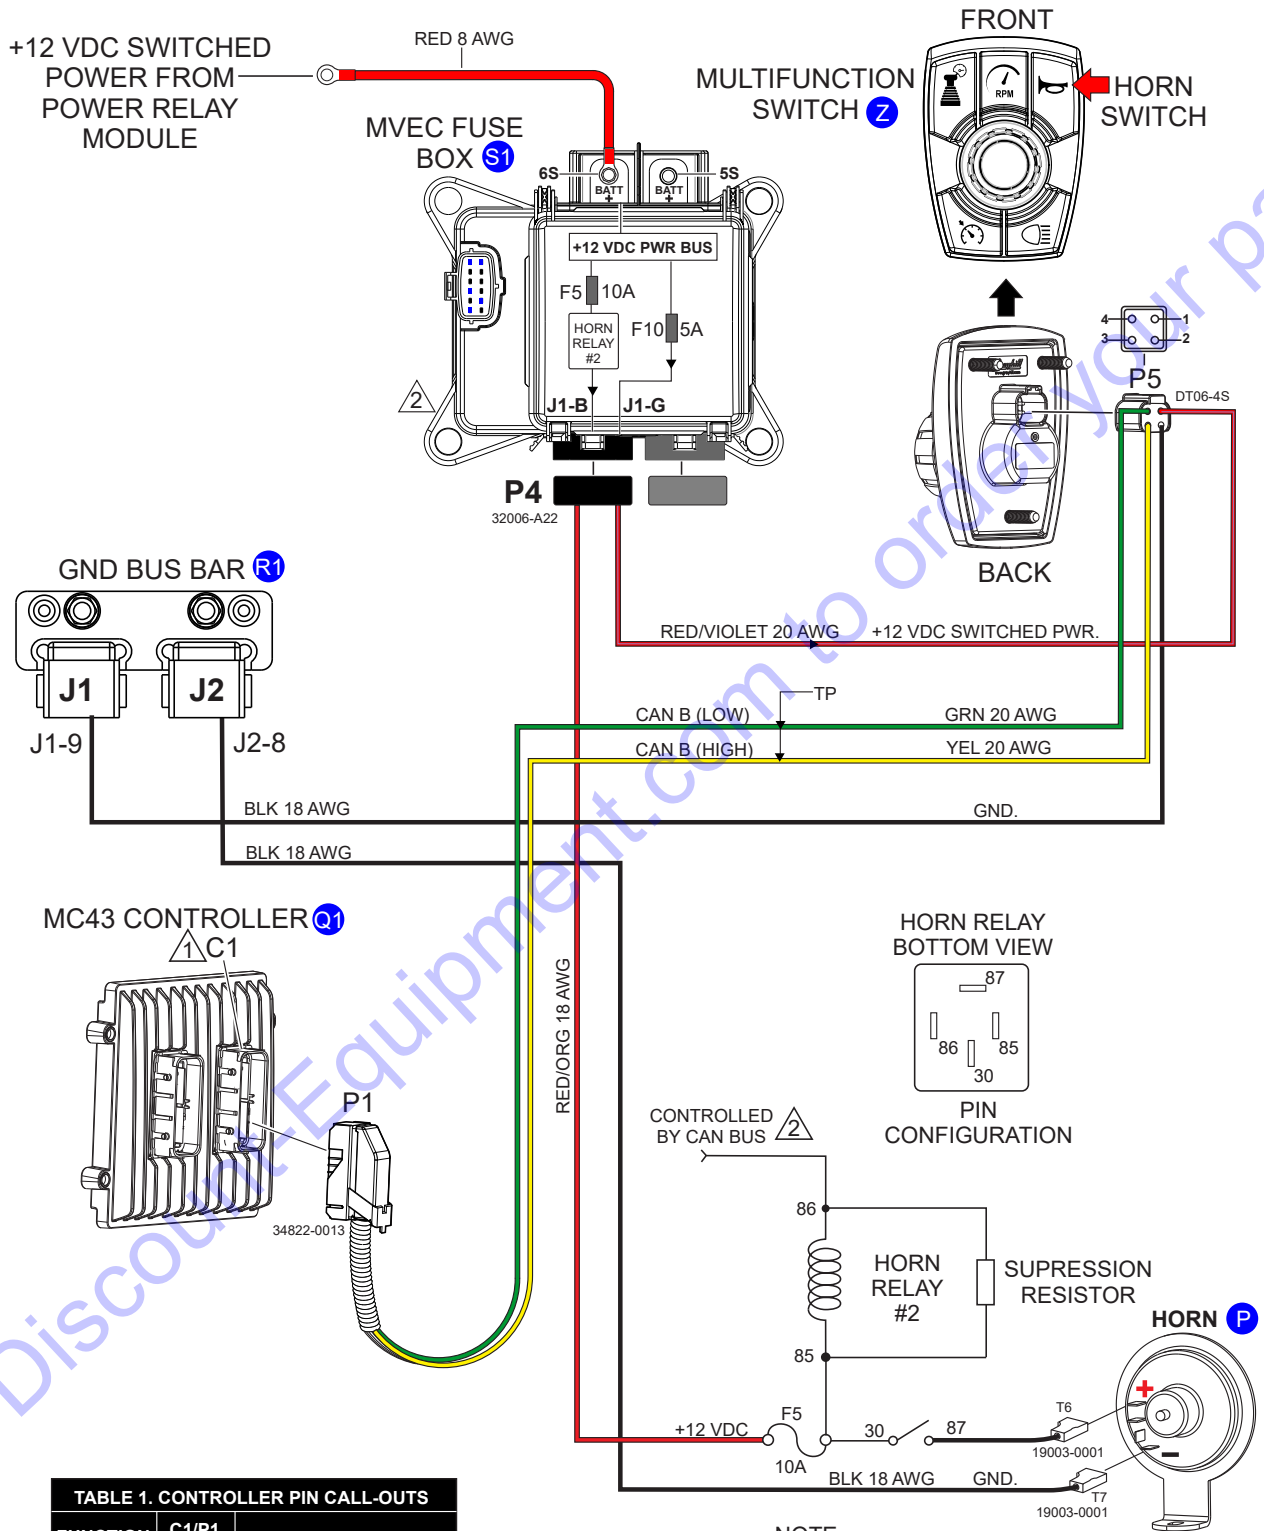 +12 VDC SWITCHED
POWER FROM
POWER RELAY
MODULE
RED 8 AWG
FRONT
MULTIFUNCTION
SWITCH Z
RPM
HORN
SWITCH
MVEC FUSE
BOX S1
6S
BATT
+
BATT
+
5S
+12 VDC PWR BUS
F5 10A
HORN
RELAY
#2
F10 5A
2
J1-B J1-G
4 1
3 2
P5
DT06-4S
P4
32006-A22
BACK
GND BUS BAR R1
J1 J2
J1-9 J2-8
RED/VIOLET 20 AWG +12 VDC SWITCHED PWR.
TP
CAN B (LOW) GRN 20 AWG
CAN B (HIGH) YEL 20 AWG
BLK 18 AWG GND.
BLK 18 AWG
MC43 CONTROLLER Q1
1 C1
P1
34822-0013
RED/ORG 18 AWG
HORN RELAY
BOTTOM VIEW
87
86 85
30
PIN
CONFIGURATION
CONTROLLED
BY CAN BUS 2
86
HORN
RELAY
#2
SUPRESSION
RESISTOR
85
HORN P
+
F5
+12 VDC
10A
30 87
T6
19003-0001
BLK 18 AWG GND.
T7
19003-0001
TABLE 1. CONTROLLER PIN CALL-OUTS
FUNCTION C1/P1
NOTE
Discount-Equipment.com to order your pa